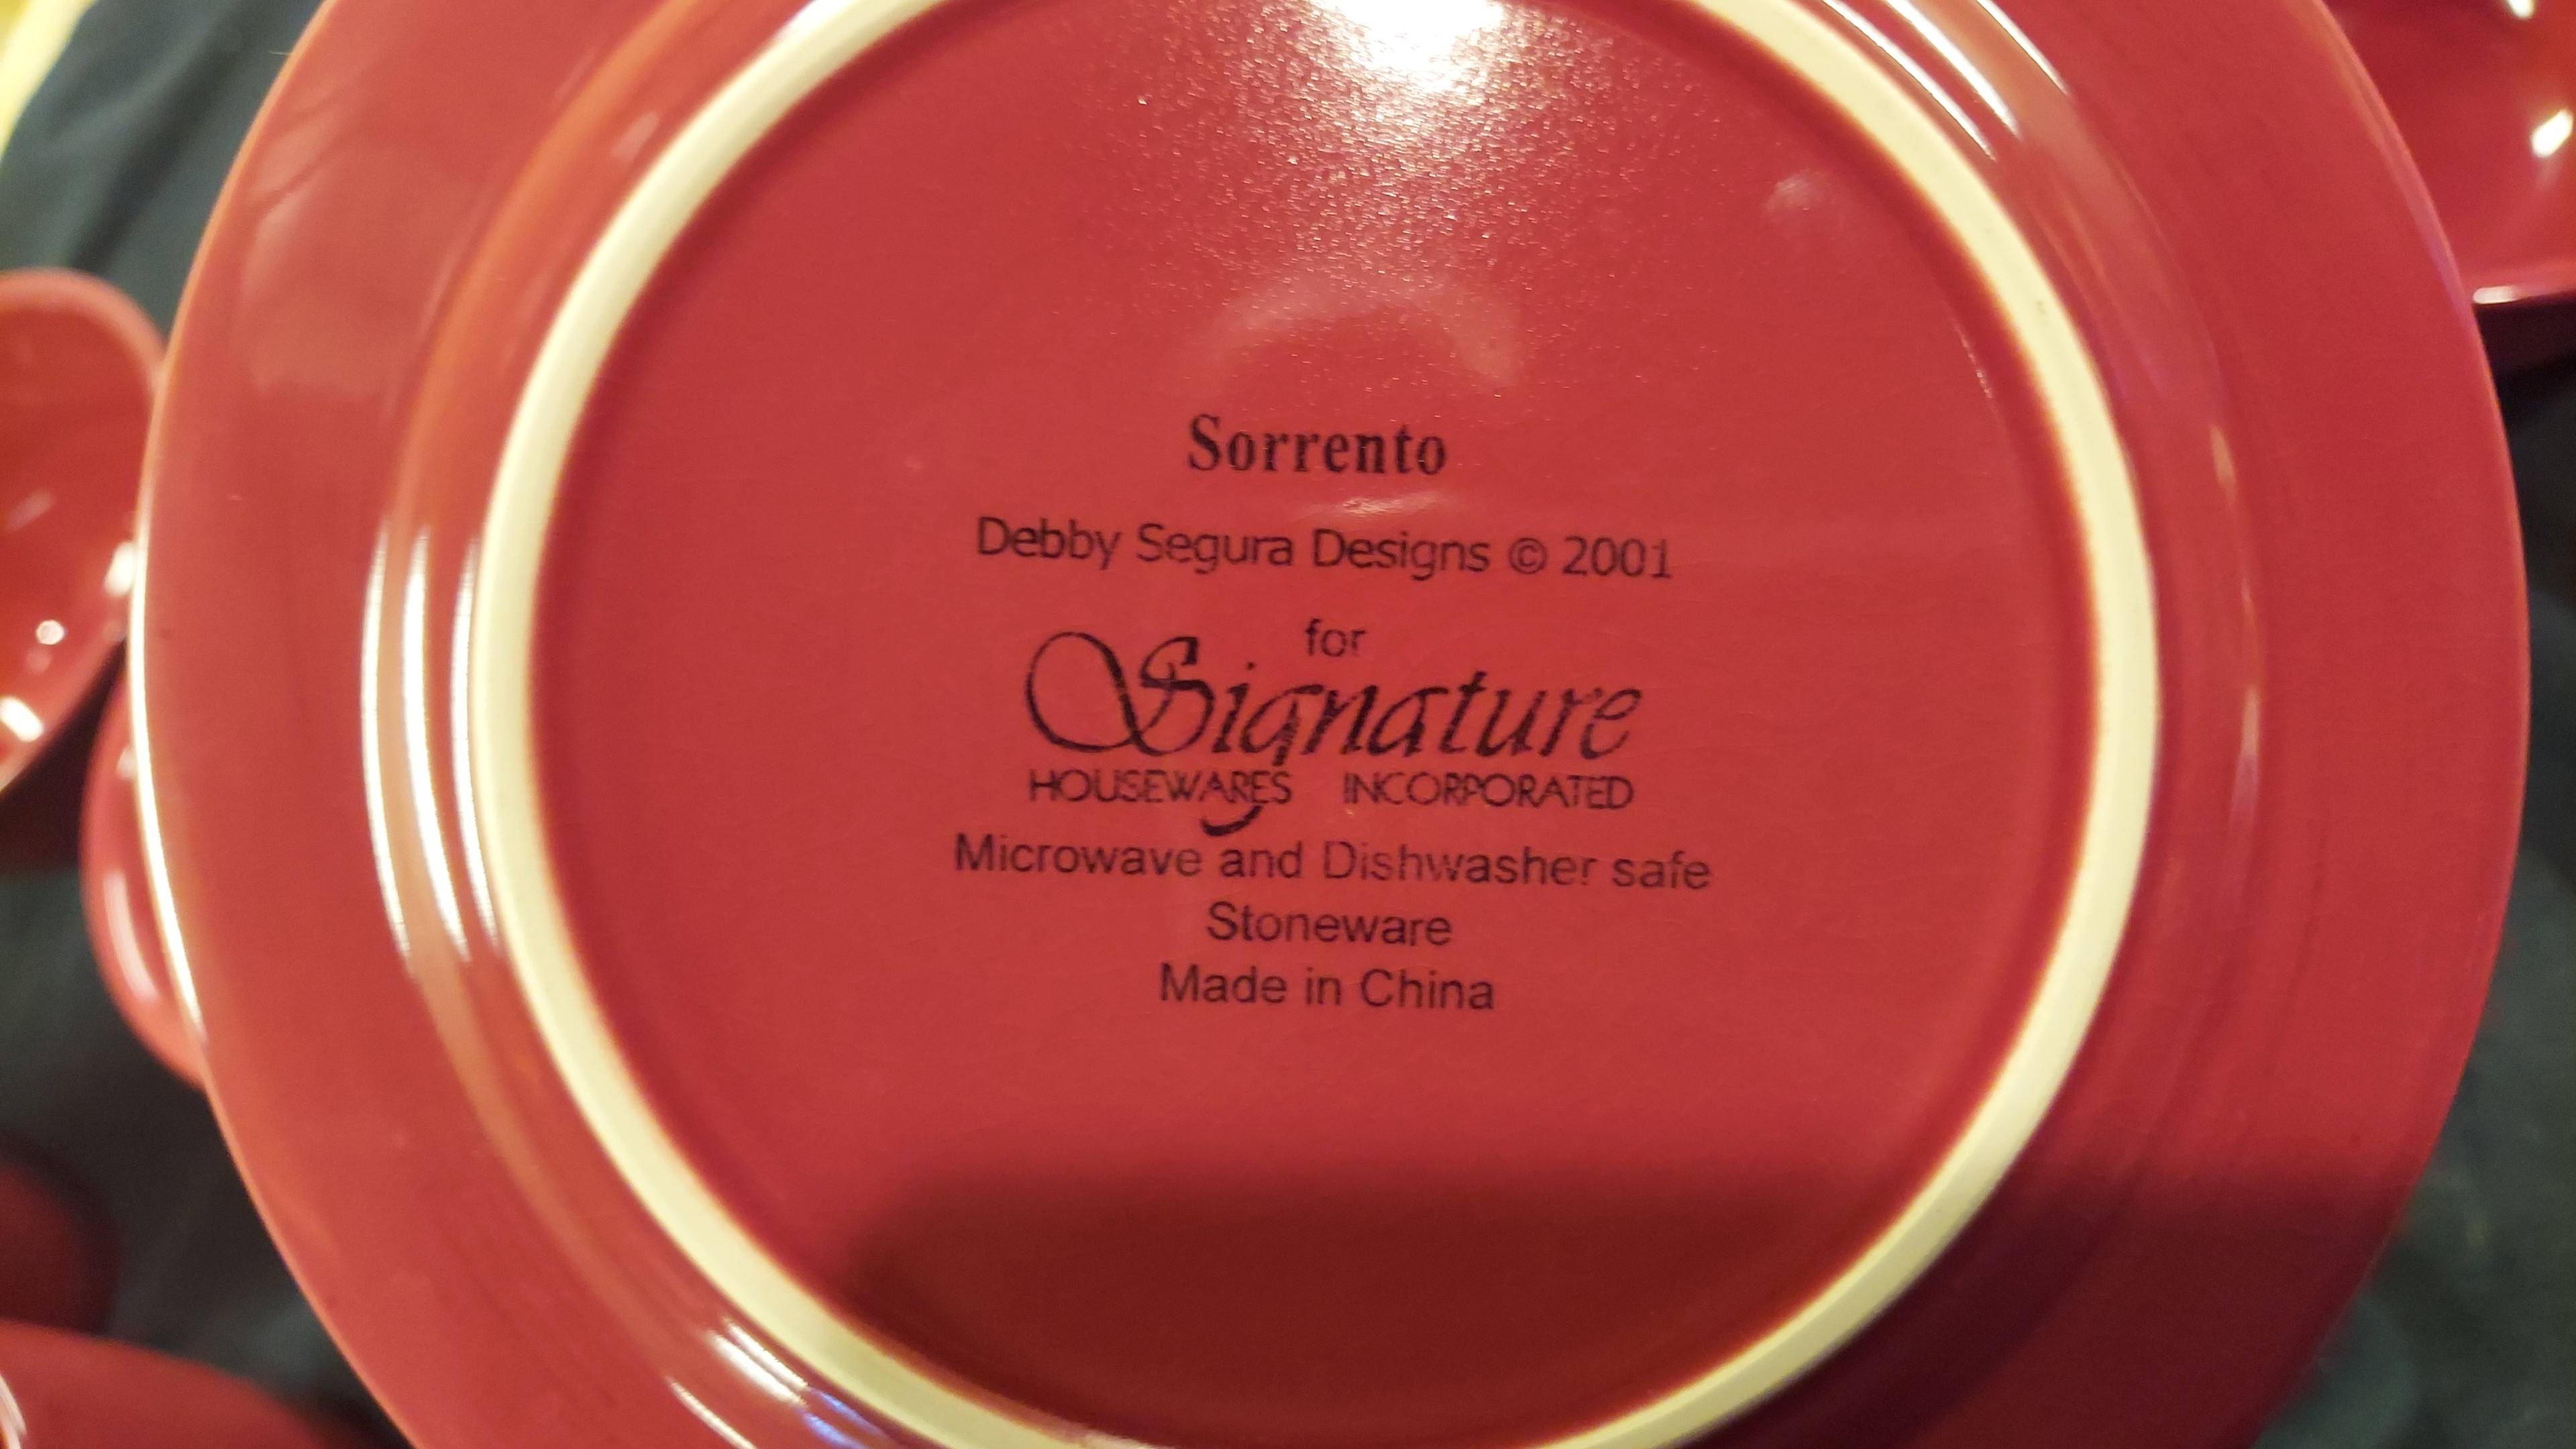 Sorrento
Debby Segura Designs © 2001
for
Signature
HOUSEWARES INCORPORATED
Microwave and Dishwasher safe
Stoneware
Made in China